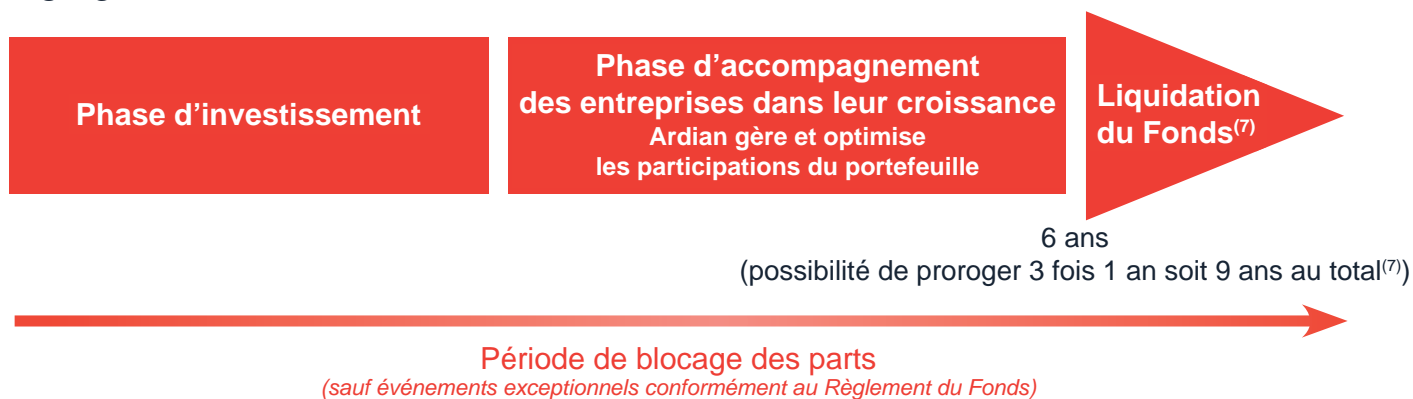 Phase d’investissement
Phase d’accompagnement
des entreprises dans leur croissance
Ardian gère et optimise
les participations du portefeuille
Liquidation
du Fonds(7)
6 ans
(possibilité de proroger 3 fois 1 an soit 9 ans au total(7))
Période de blocage des parts
(sauf événements exceptionnels conformément au Règlement du Fonds)